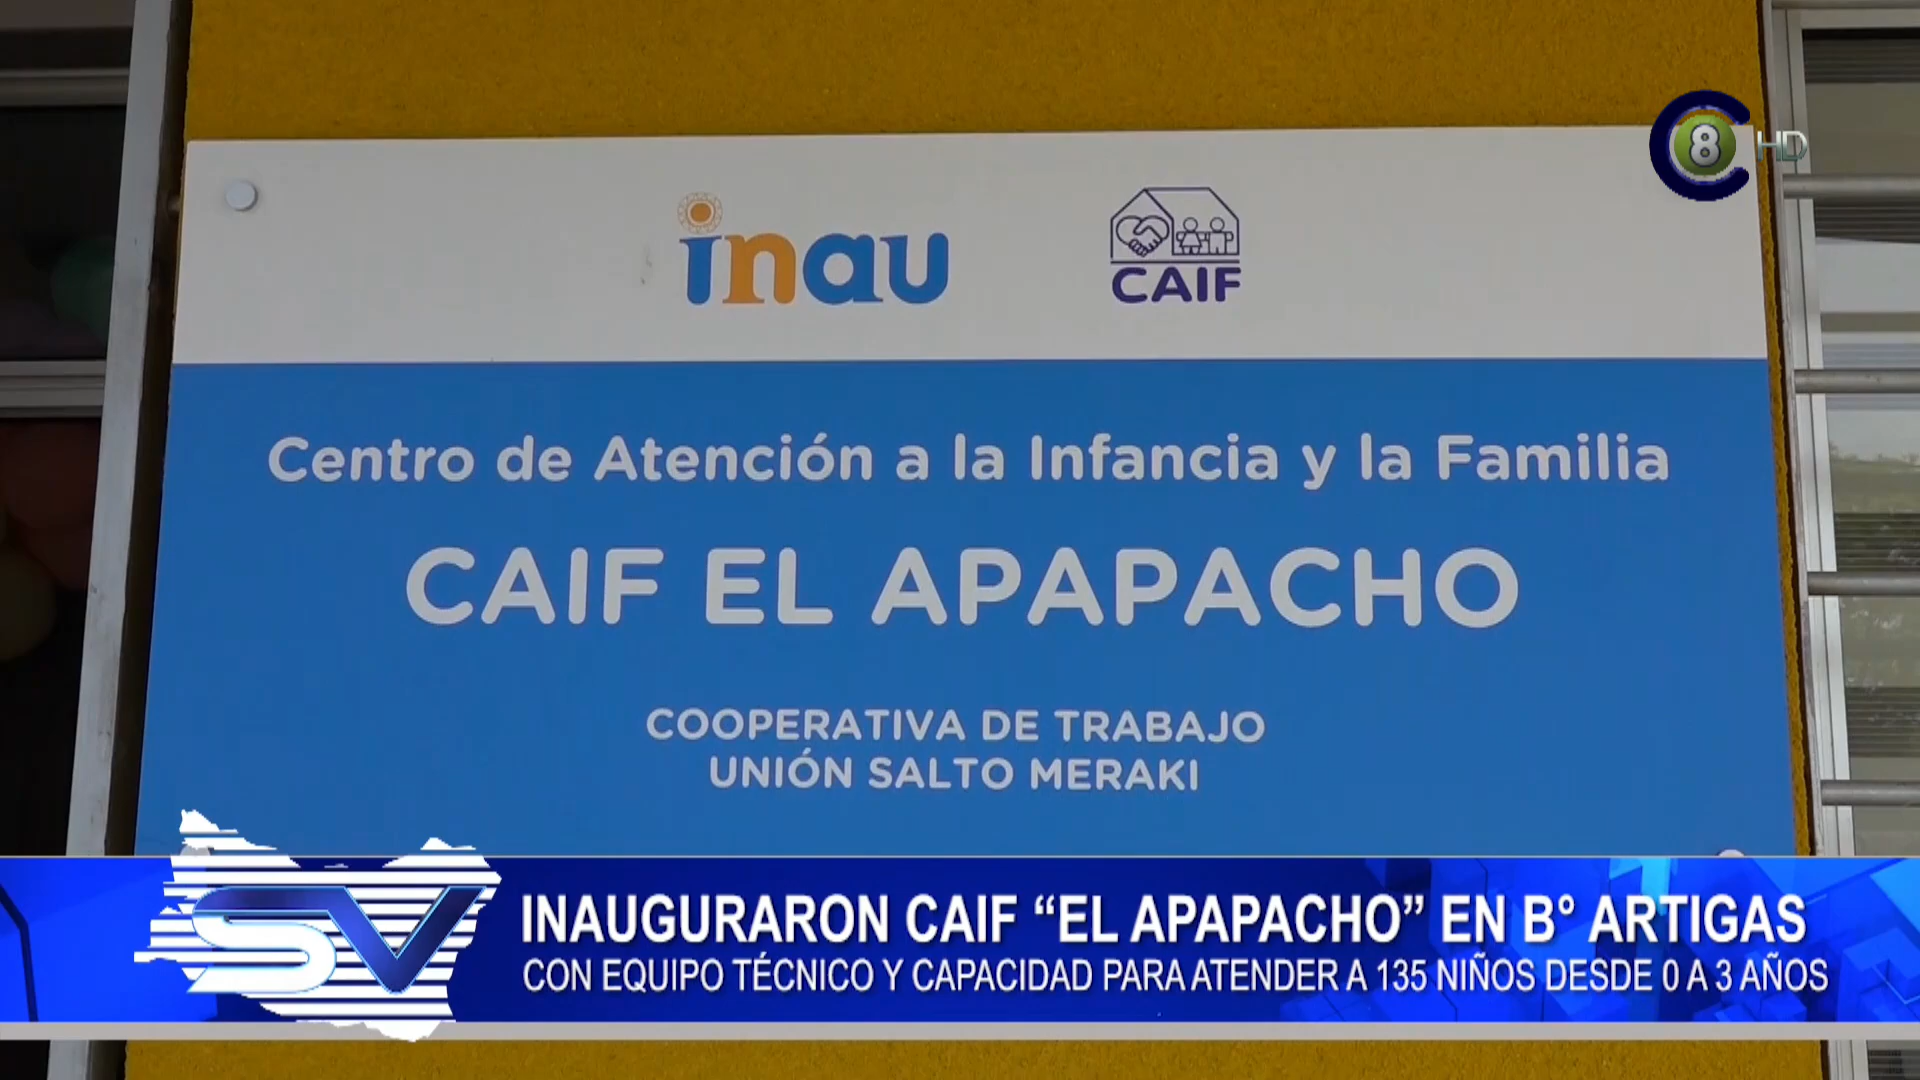 8 HD
inau
CAIF
Centro de Atención a la Infancia y la Familia
CAIF EL APAPACHO
COOPERATIVA DE TRABAJO
UNIÓN SALTO MERAKI
SV
INAUGURARON CAIF “EL APAPACHO” EN B° ARTIGAS
CON EQUIPO TÉCNICO Y CAPACIDAD PARA ATENDER A 135 NIÑOS DESDE 0 A 3 AÑOS